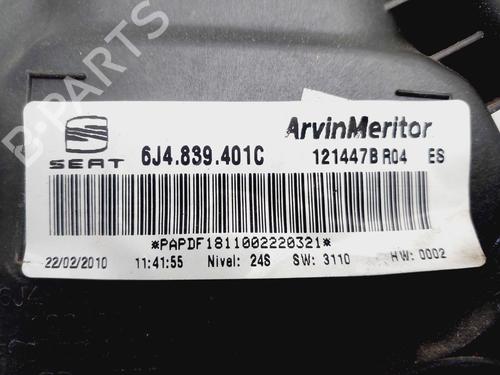 B-PARTS
SEAT
6J4.839.401C
ArvinMeritor
121447B R04 ES
*PAPDF1811002220321*
22/02/2010 11:41:55 Nivel: 24S SW: 3110 HW: 0002
6J4